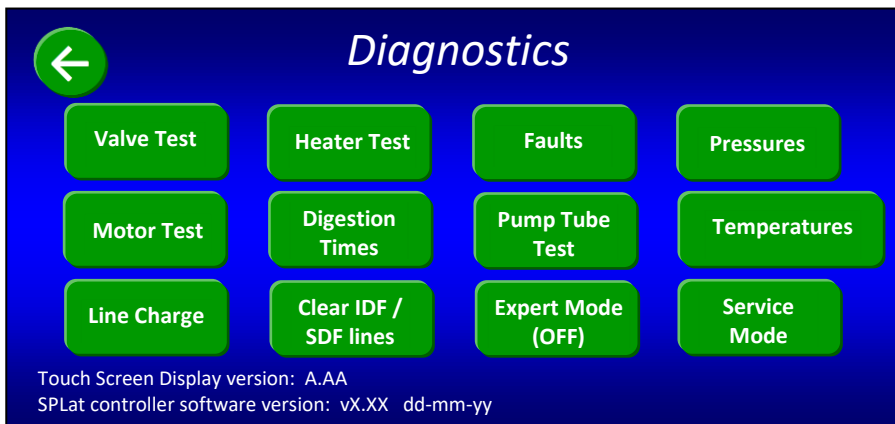 Diagnostics
Valve Test
Heater Test
Faults
Pressures
Motor Test
Digestion
Times
Pump Tube
Test
Temperatures
Line Charge
Clear IDF /
SDF lines
Expert Mode
(OFF)
Service
Mode
Touch Screen Display version:  A.AA
SPLat controller software version:  vX.XX   dd-mm-yy